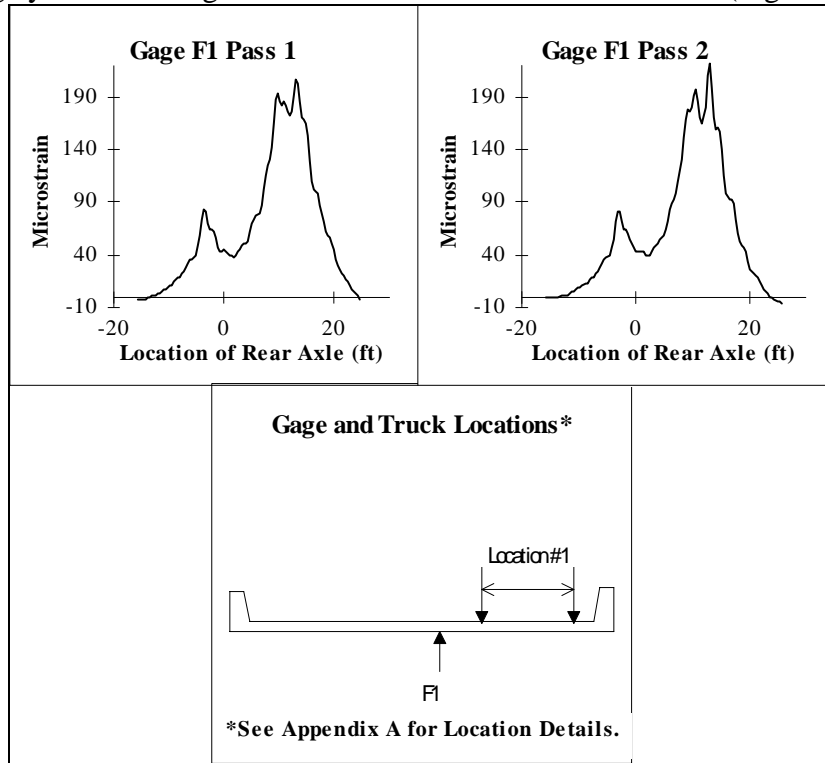 Gage F1 Pass 1
190
140
90
40
-10
Microstrain
-20
0
20
Location of Rear Axle (ft)
Gage F1 Pass 2
190
140
90
40
-10
Microstrain
-20
0
20
Location of Rear Axle (ft)
Gage and Truck Locations*
Location#1
F1
*See Appendix A for Location Details.